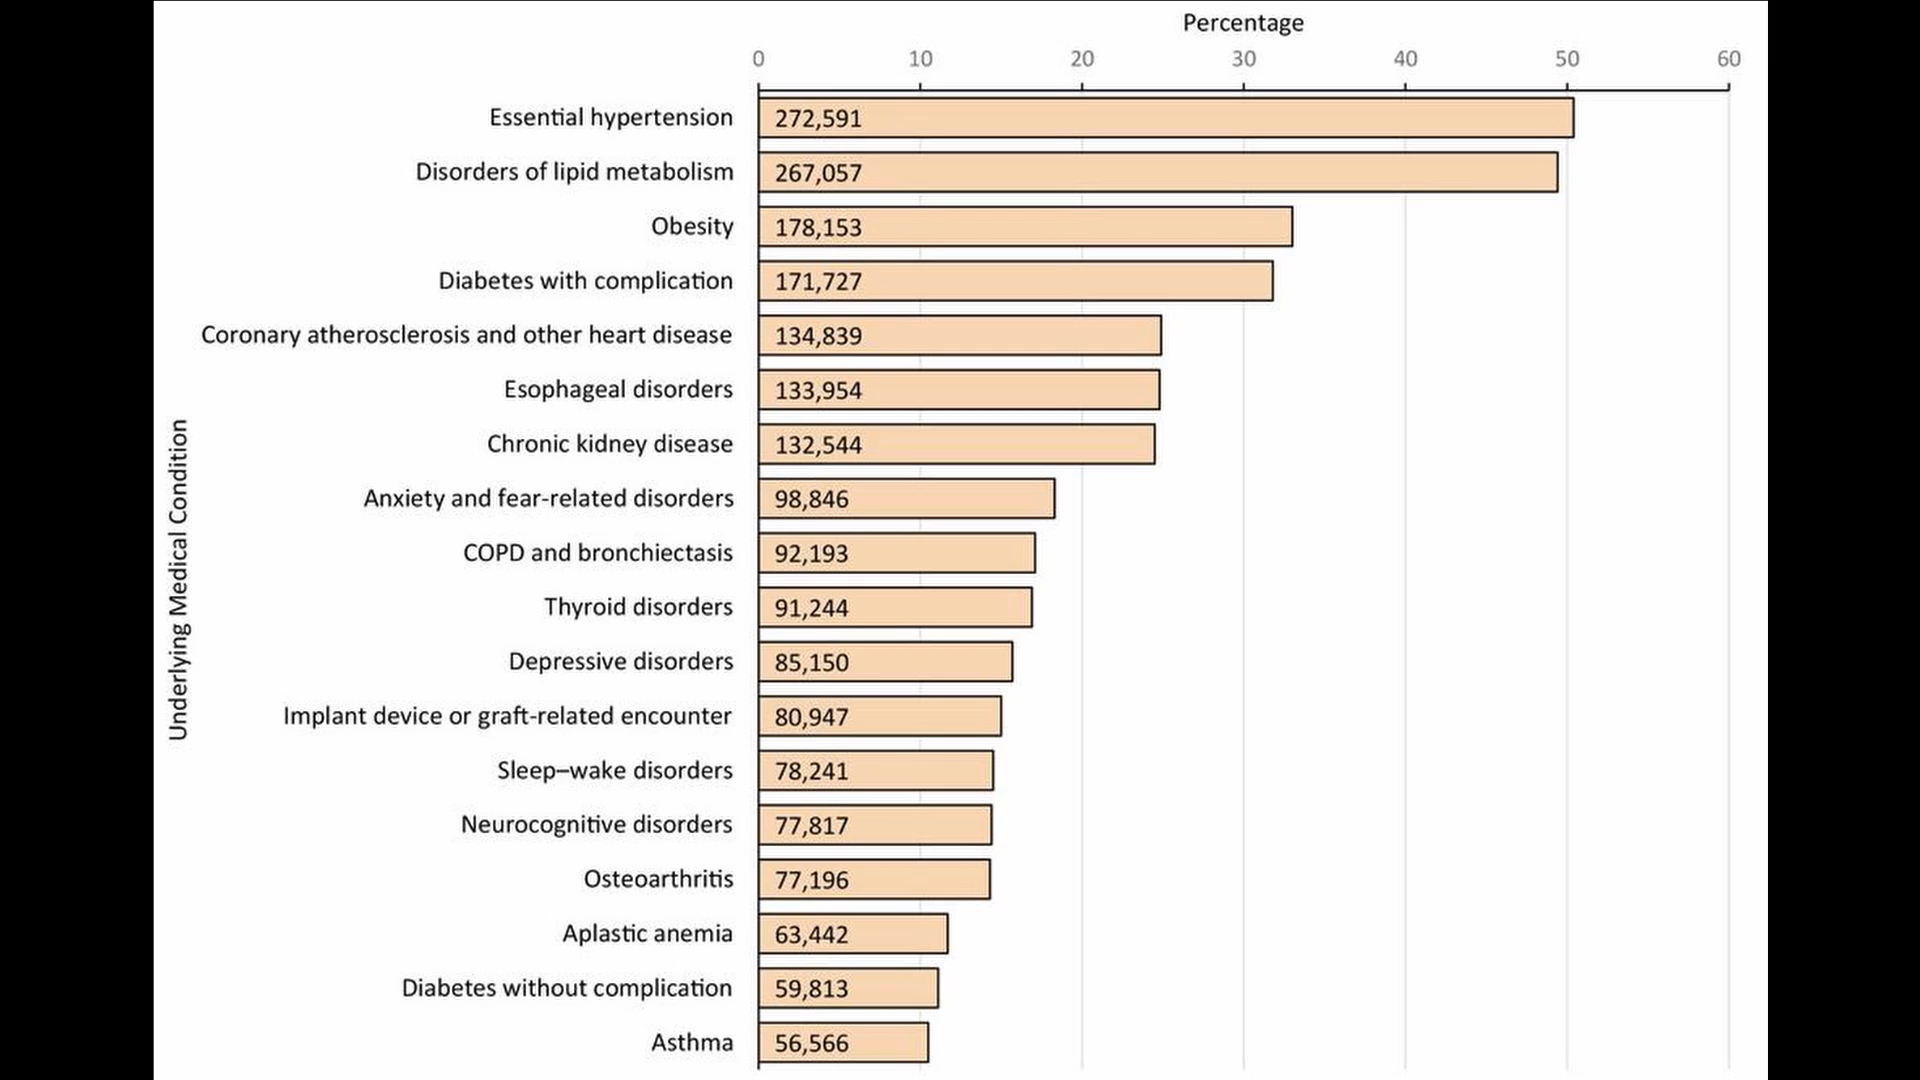 Percentage
0 10 20 30 40 50 60
Underlying Medical Condition
Essential hypertension 272,591
Disorders of lipid metabolism 267,057
Obesity 178,153
Diabetes with complication 171,727
Coronary atherosclerosis and other heart disease 134,839
Esophageal disorders 133,954
Chronic kidney disease 132,544
Anxiety and fear-related disorders 98,846
COPD and bronchiectasis 92,193
Thyroid disorders 91,244
Depressive disorders 85,150
Implant device or graft-related encounter 80,947
Sleep–wake disorders 78,241
Neurocognitive disorders 77,817
Osteoarthritis 77,196
Aplastic anemia 63,442
Diabetes without complication 59,813
Asthma 56,566